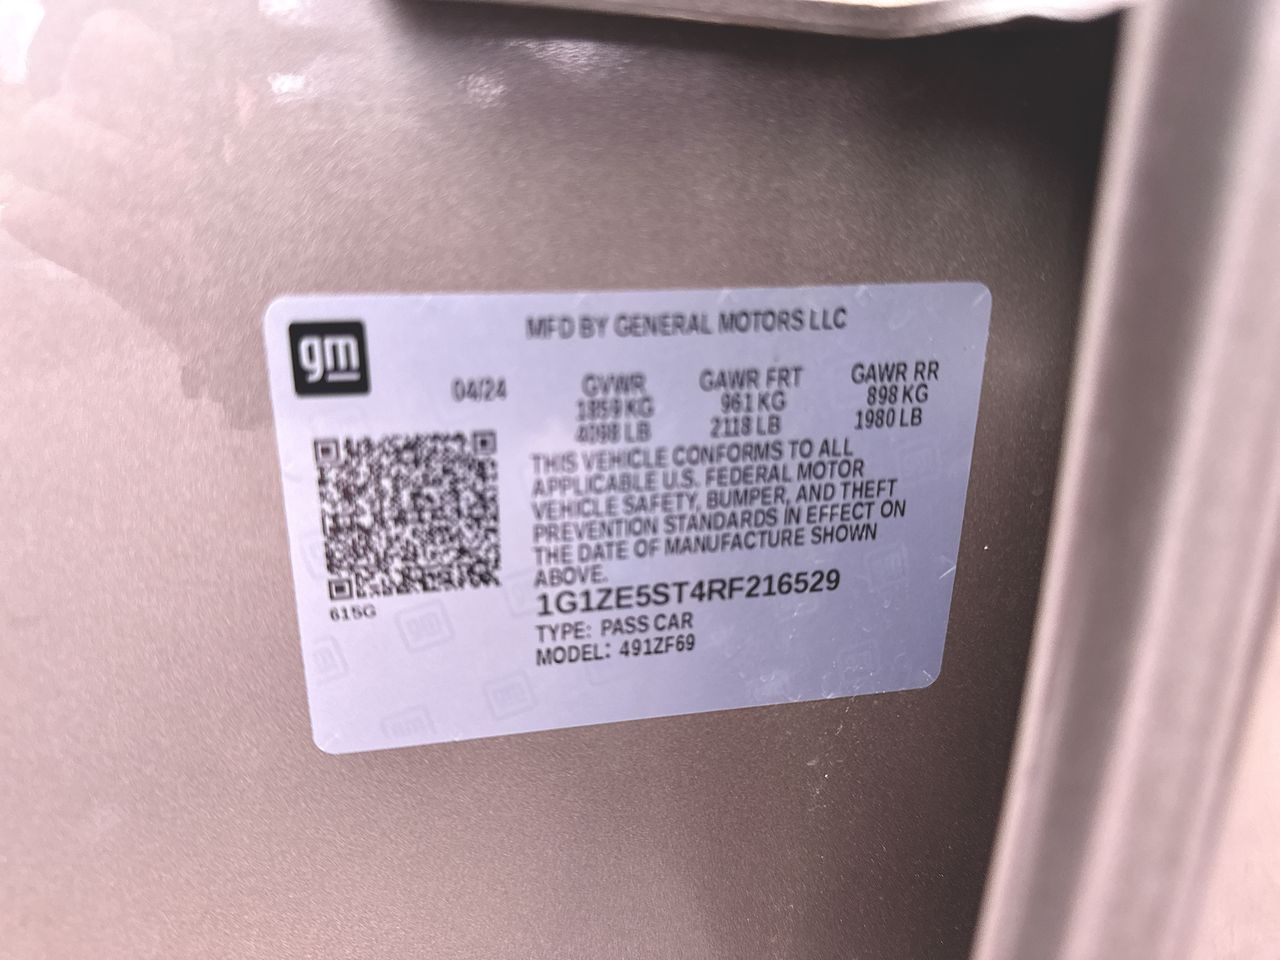 gm
MFD BY GENERAL MOTORS LLC
04/24 GVWR GAWR FRT GAWR RR
1859 KG 961 KG 898 KG
4098 LB 2118 LB 1980 LB
THIS VEHICLE CONFORMS TO ALL
APPLICABLE U.S. FEDERAL MOTOR
VEHICLE SAFETY, BUMPER, AND THEFT
PREVENTION STANDARDS IN EFFECT ON
THE DATE OF MANUFACTURE SHOWN
ABOVE.
1G1ZE5ST4RF216529
615G
TYPE: PASS CAR
MODEL: 491ZF69